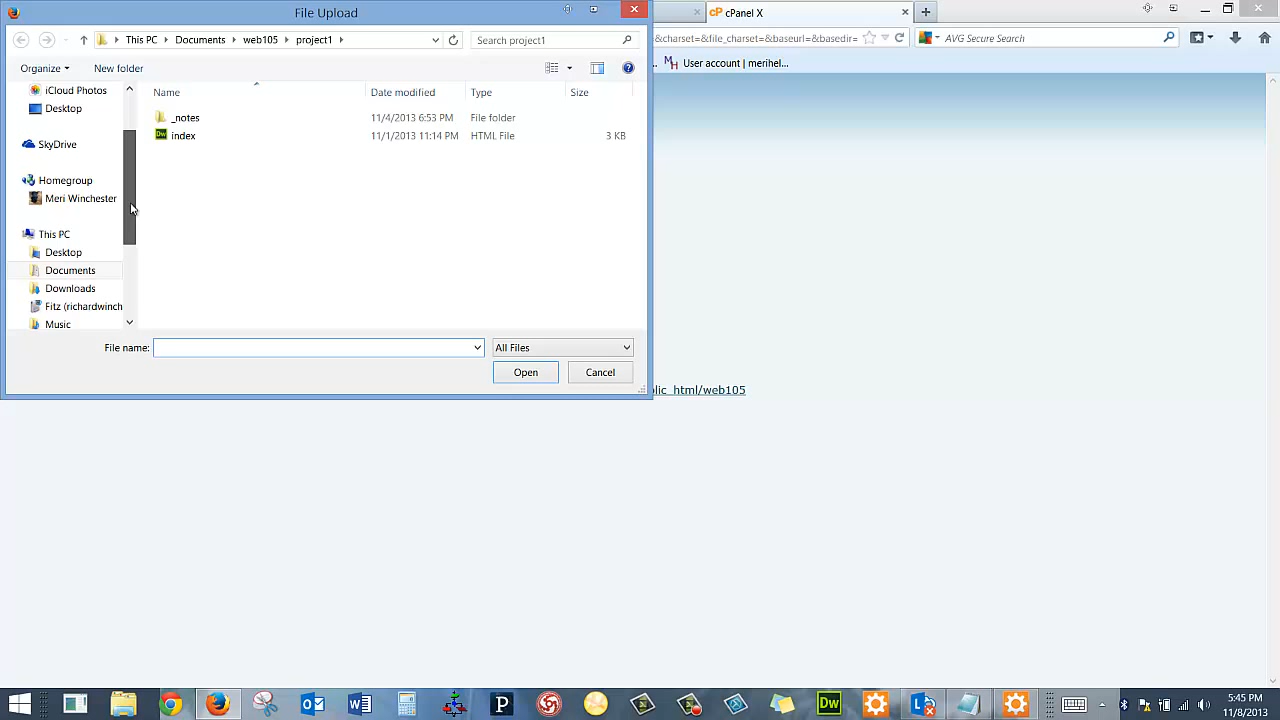 File Upload
cPanel X
This PC
Documents
web105
project1
Search project1
&charset=&file_charset=&baseurl=&basedir=
AVG Secure Search
Organize
New folder
User account | merihel...
iCloud Photos
Desktop
SkyDrive
Homegroup
Meri Winchester
This PC
Desktop
Documents
Downloads
Fitz (richardwinch
Music
Name
Date modified
Type
Size
_notes
11/4/2013 6:53 PM
File folder
index
11/1/2013 11:14 PM
HTML File
3 KB
File name:
All Files
Open
Cancel
blic_html/web105
5:45 PM
11/8/2013